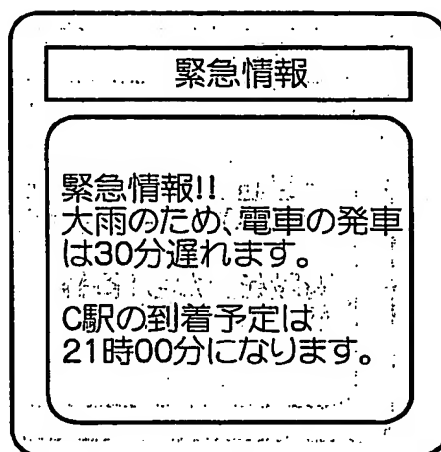 緊急情報
緊急情報!!
大雨のため、電車の発車
は30分遅れます。
C駅の到着予定は
21時00分になります。